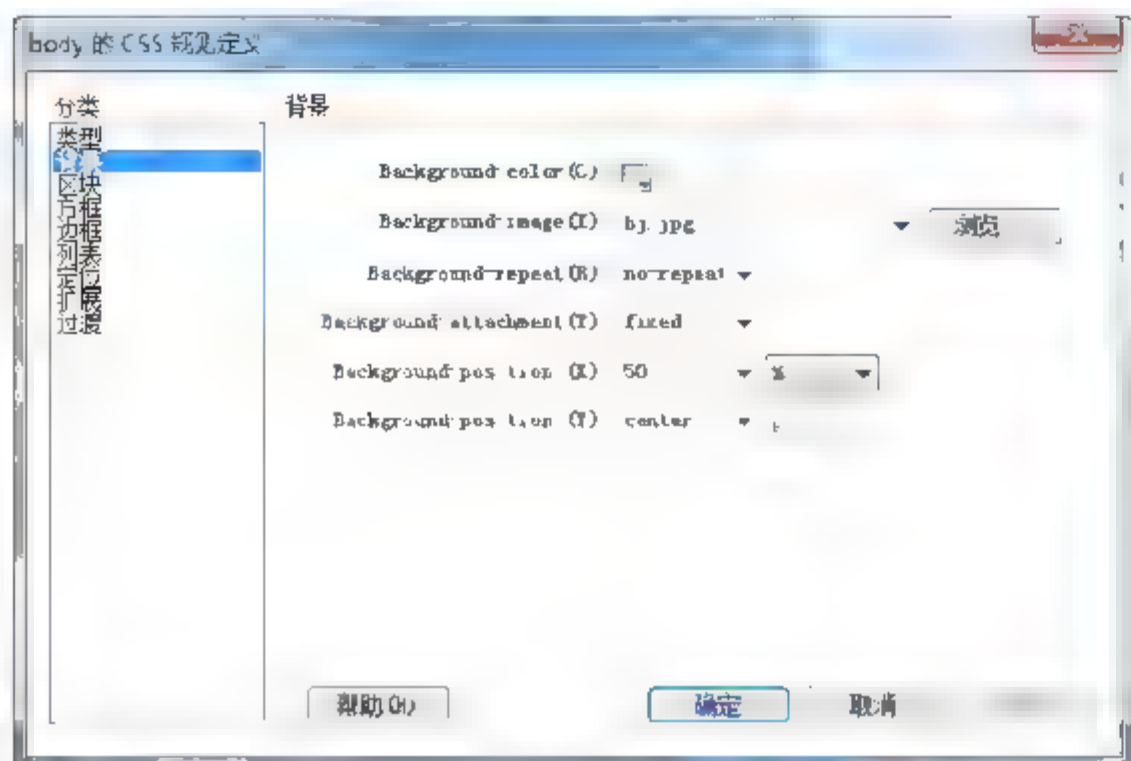 body 的 CSS 规则定义
分类
类型
背景
区块
方框
边框
列表
定位
扩展
过渡
背景
Background-color(C)
Background-image(I) bj.jpg 浏览
Background-repeat(R) no-repeat
Background-attachment(T) fixed
Background-position (X) 50 %
Background-position (Y) center
帮助(H) 确定 取消